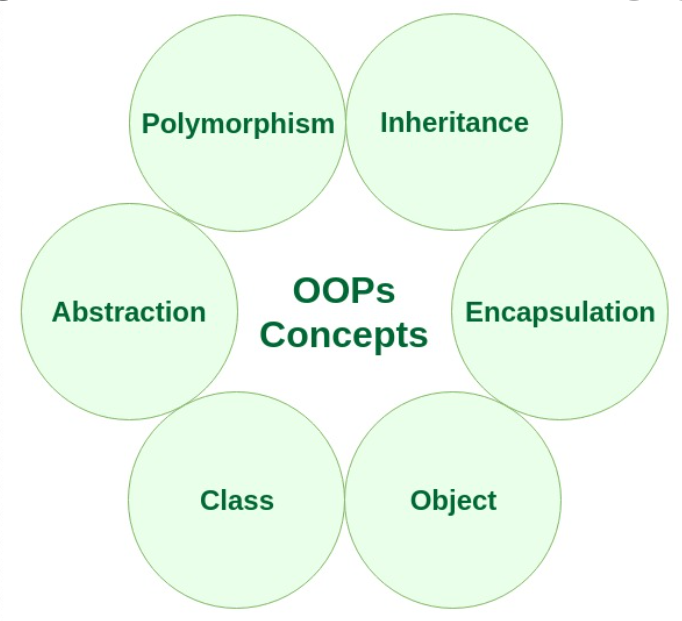 Polymorphism
Inheritance
Abstraction
OOPs
Concepts
Encapsulation
Class
Object